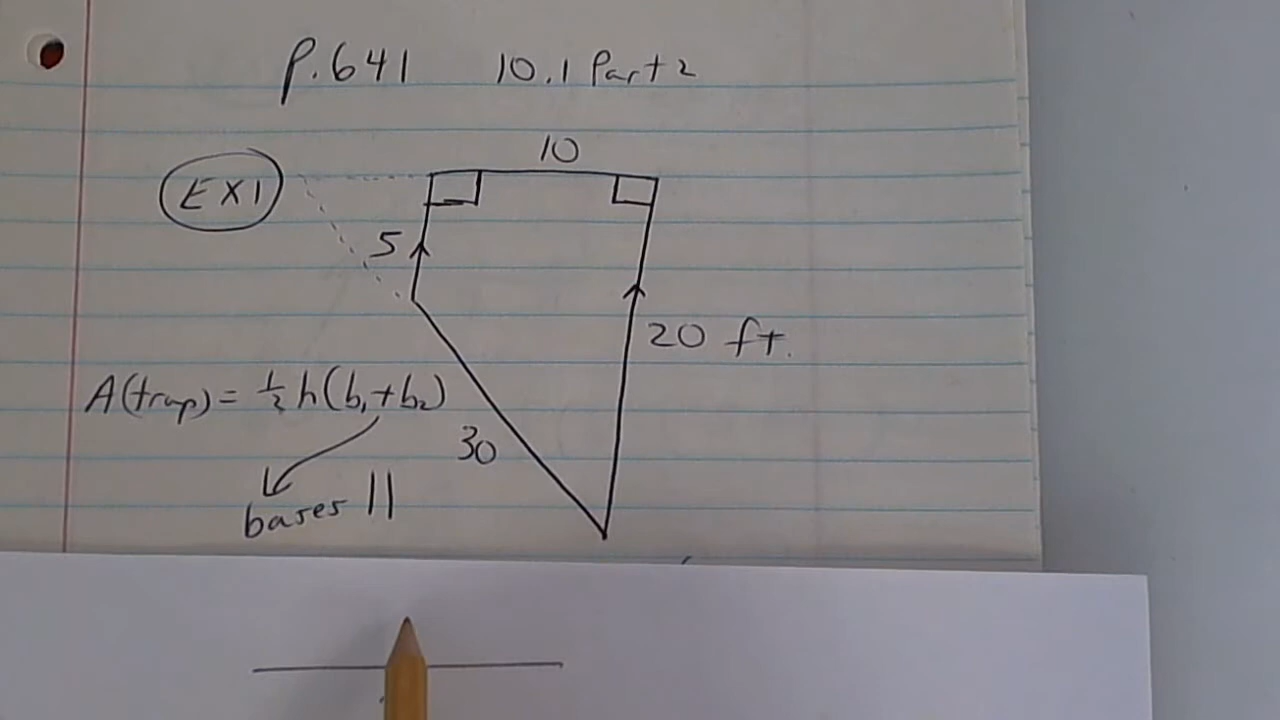 P.641 10.1 Part 2
EX1
10
5
20 ft.
A(trap) = ½h(b₁+b₂)
30
bases ||